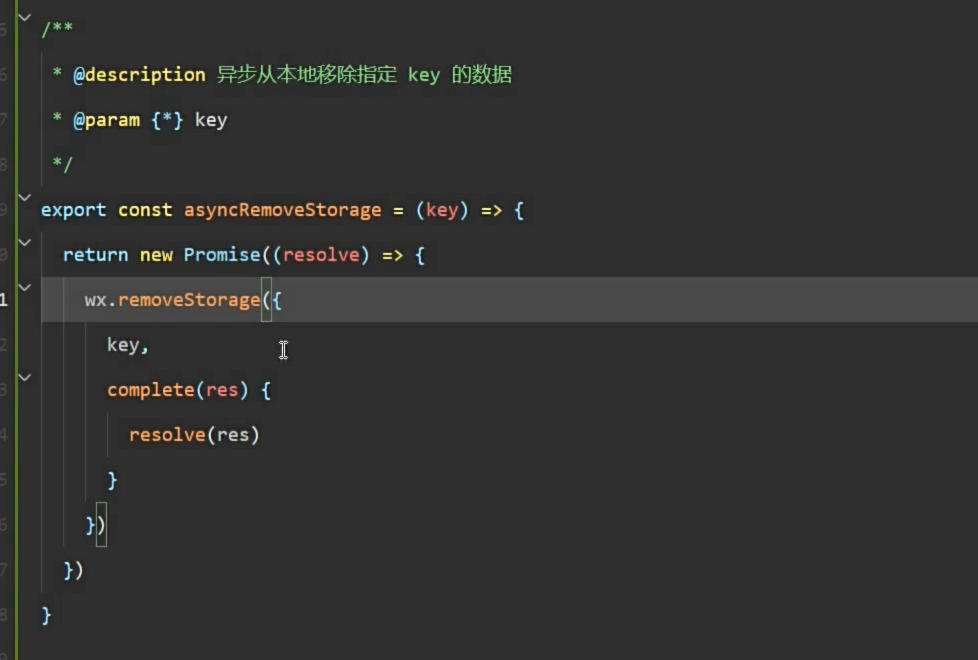 /**
* @description 异步从本地移除指定 key 的数据
* @param {*} key
*/
export const asyncRemoveStorage = (key) => {
return new Promise((resolve) => {
wx.removeStorage({
key,
complete(res) {
resolve(res)
}
})
})
}